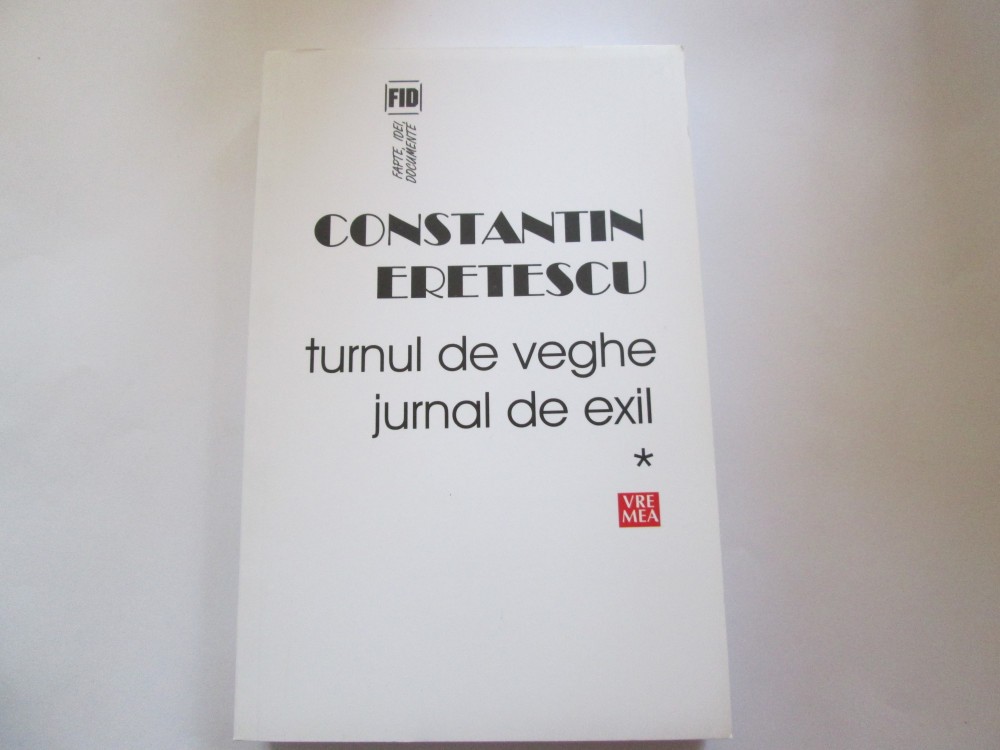 FID
FAPTE, IDEI,
DOCUMENTE
CONSTANTIN
ERETESCU
turnul de veghe
jurnal de exil
*
VRE
MEA